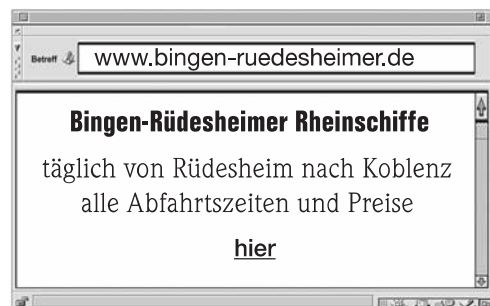 Betreff www.bingen-ruedesheimer.de
Bingen-Rüdesheimer Rheinschiffe
täglich von Rüdesheim nach Koblenz
alle Abfahrtszeiten und Preise
hier